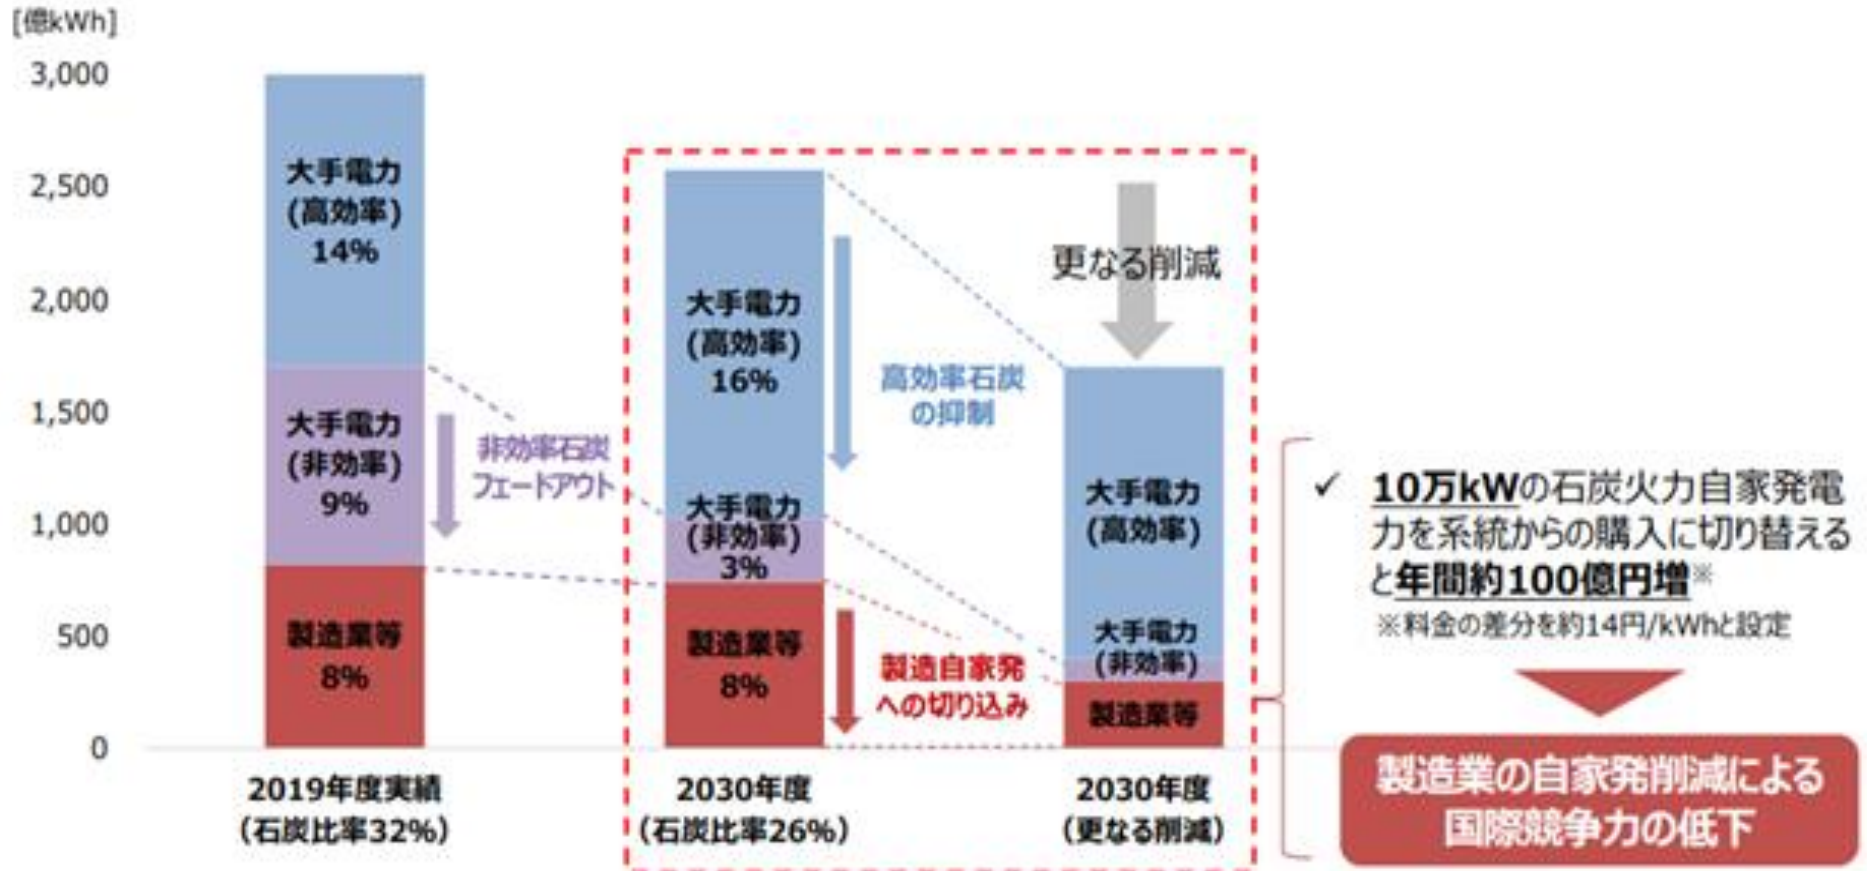 [億kWh]
3,000
2,500
2,000
1,500
1,000
500
0
大手電力
(高効率)
14%
大手電力
(非効率)
9%
製造業等
8%
非効率石炭
フェードアウト
大手電力
(高効率)
16%
大手電力
(非効率)
3%
製造業等
8%
高効率石炭
の抑制
製造自家発
への切り込み
更なる削減
大手電力
(高効率)
大手電力
(非効率)
製造業等
2019年度実績
（石炭比率32%）
2030年度
（石炭比率26%）
2030年度
（更なる削減）
✓ 10万kWの石炭火力自家発電
力を系統からの購入に切り替える
と年間約100億円増※
※料金の差分を約14円/kWhと設定
製造業の自家発削減による
国際競争力の低下